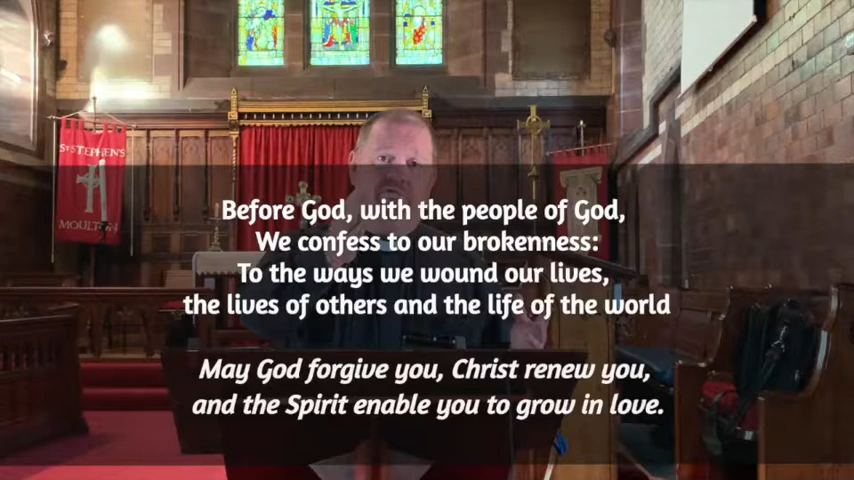 ST STEPHEN'S
MOULTON
Before God, with the people of God,
We confess to our brokenness:
To the ways we wound our lives,
the lives of others and the life of the world
May God forgive you, Christ renew you,
and the Spirit enable you to grow in love.